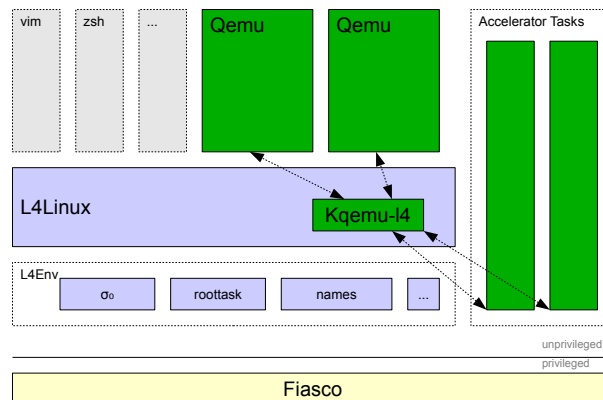 vim
zsh
...
Qemu
Qemu
Accelerator Tasks
L4Linux
Kqemu-l4
L4Env
σ₀
roottask
names
...
unprivileged
privileged
Fiasco